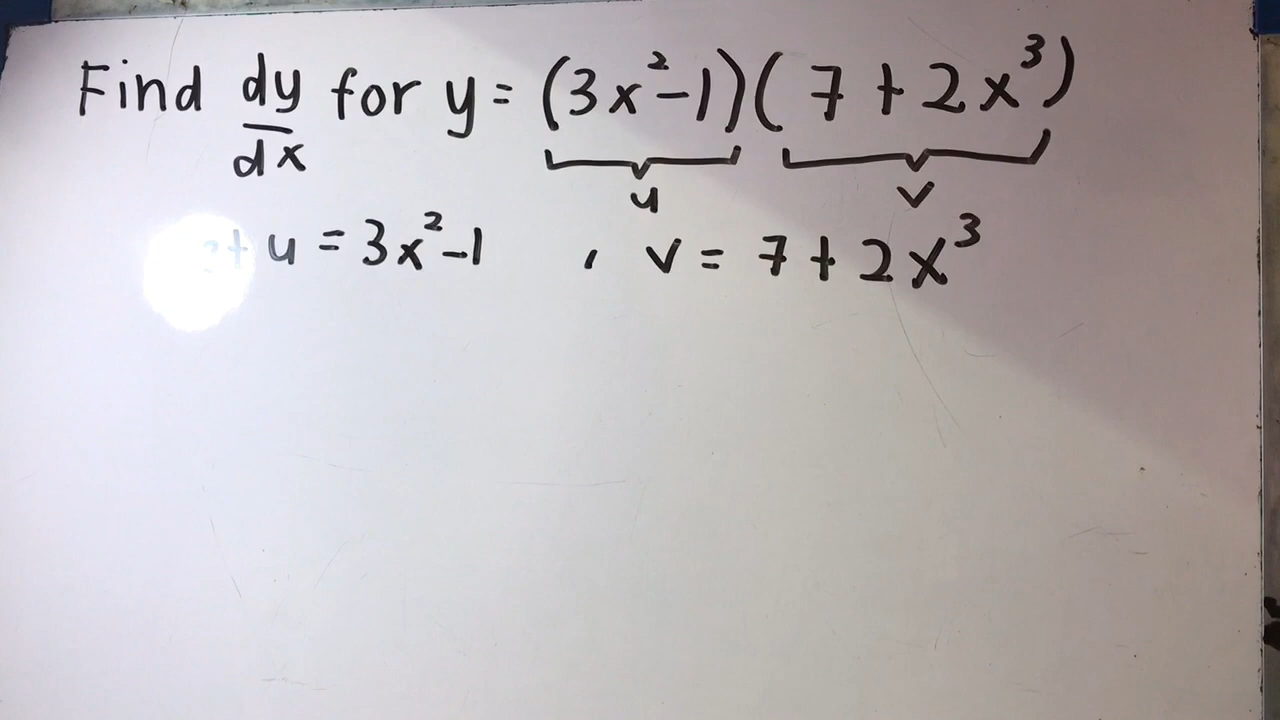 Find dy/dx for y = (3x²-1)(7+2x³)
u v
u = 3x²-1 , v = 7+2x³